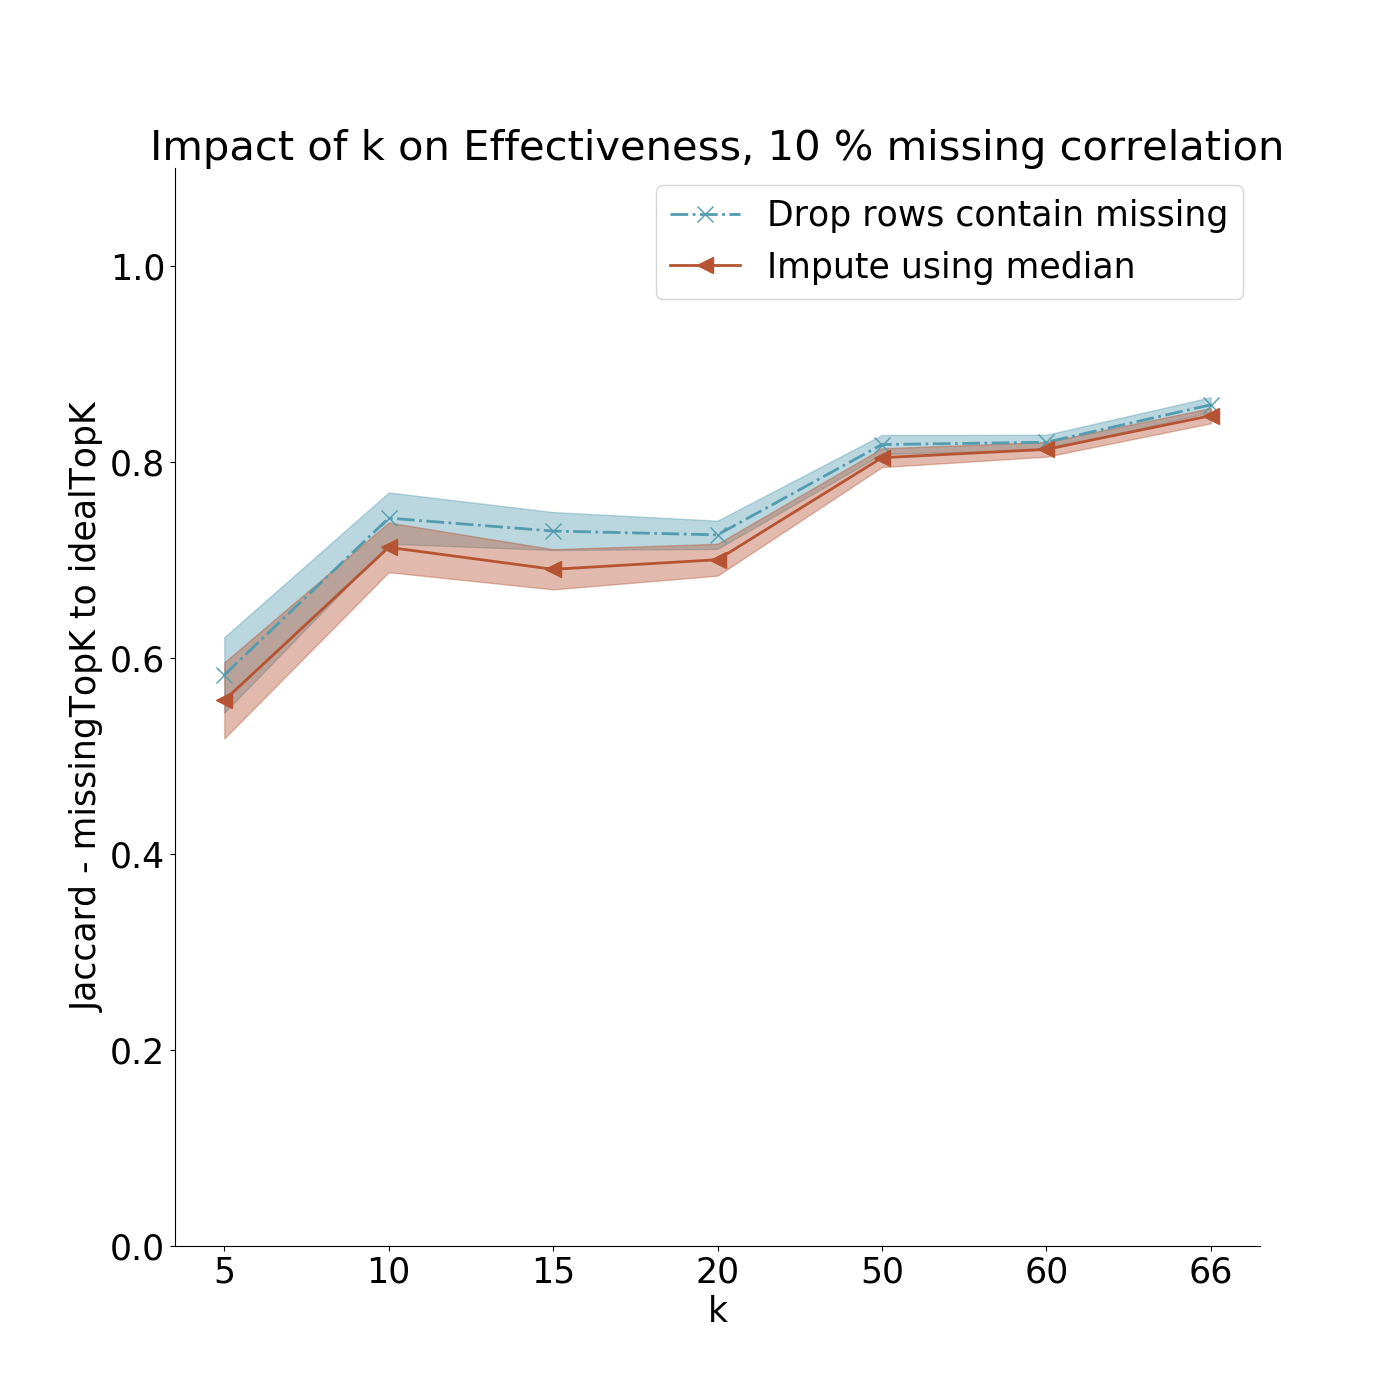 Impact of k on Effectiveness, 10 % missing correlation
Drop rows contain missing
Impute using median
Jaccard - missingTopK to idealTopK
1.0
0.8
0.6
0.4
0.2
0.0
5 10 15 20 50 60 66
k